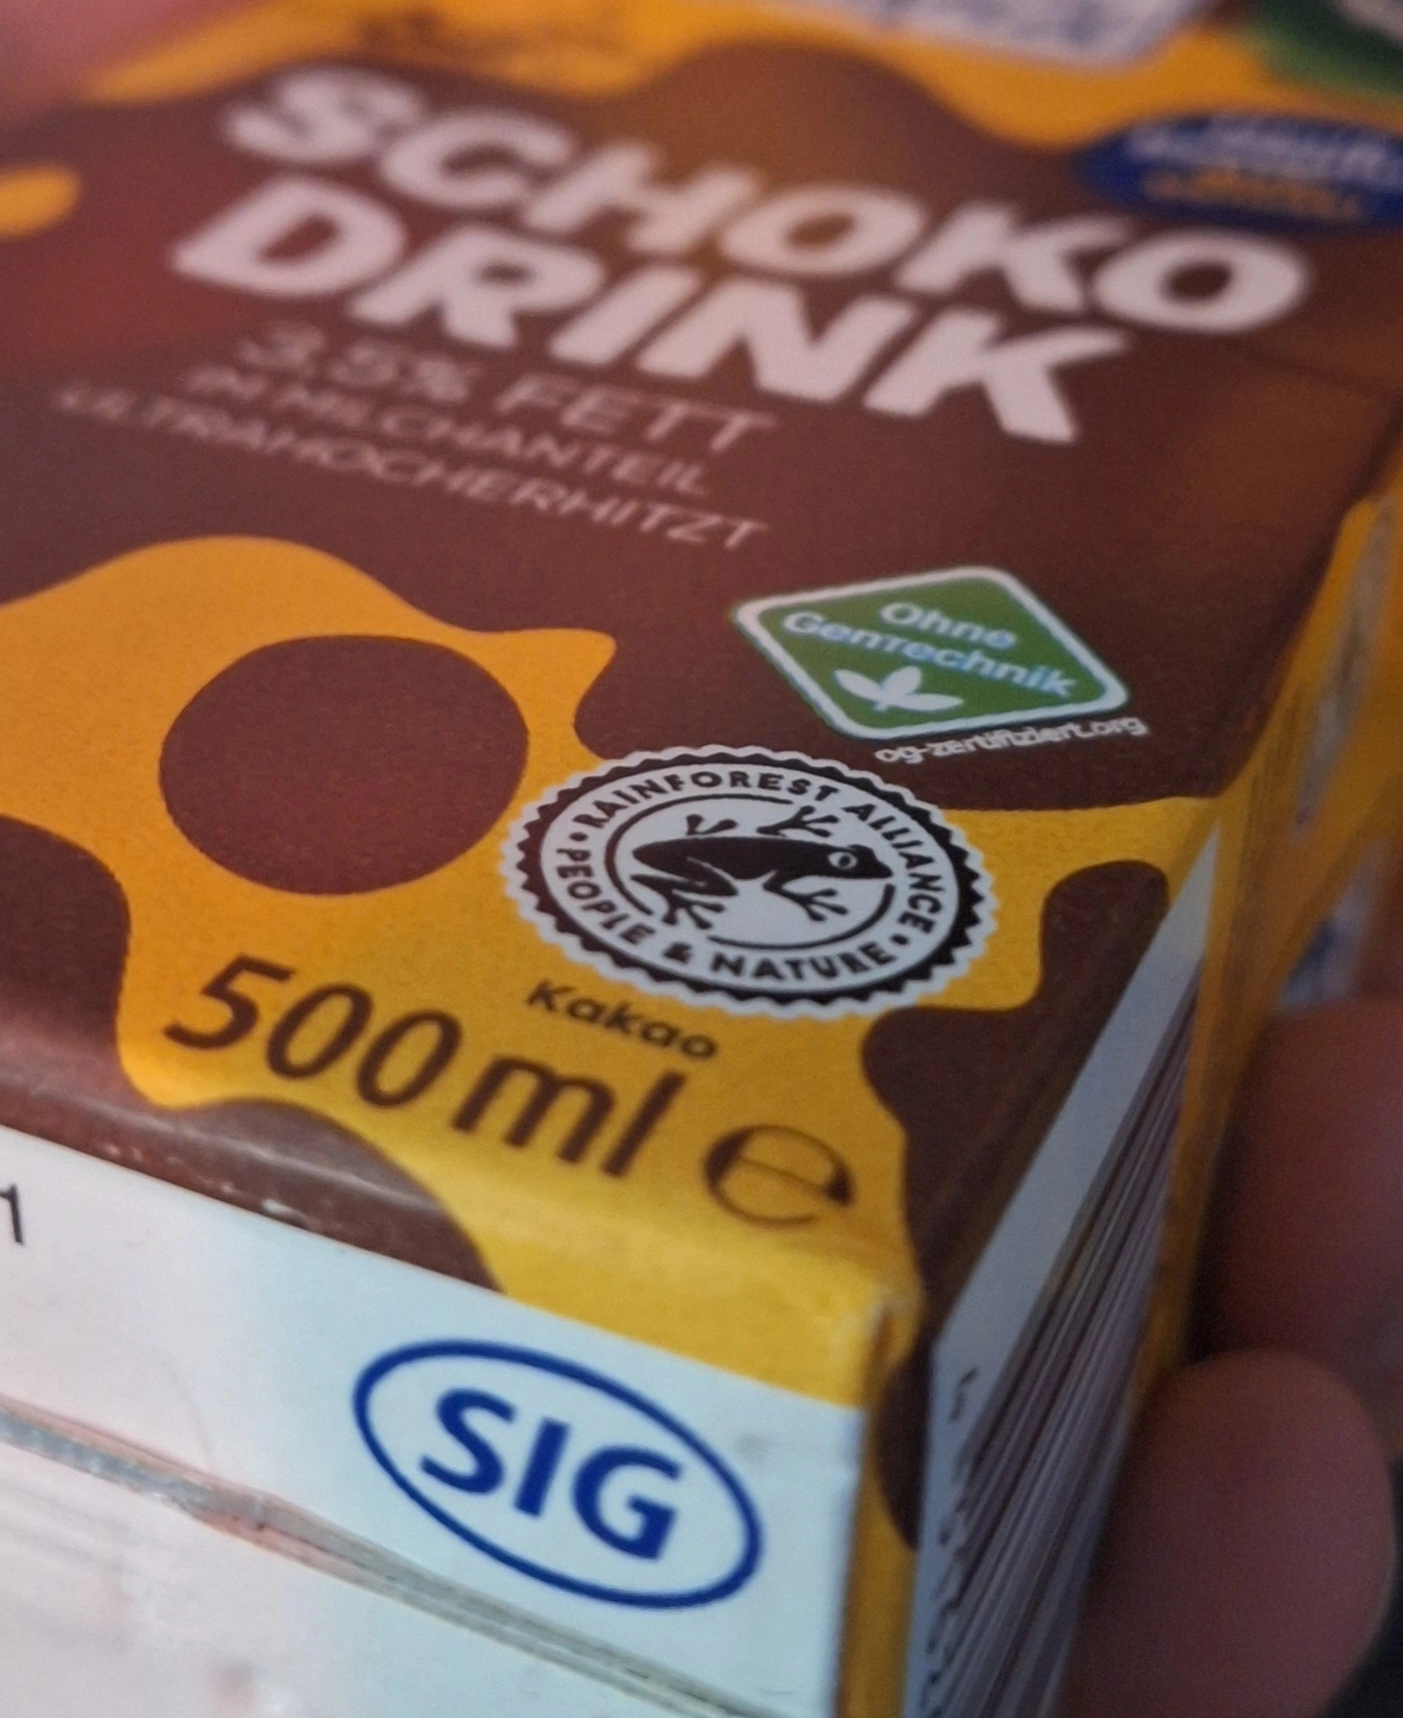 SCHOKO
DRINK
3,5% FETT
IM MILCHANTEIL
ULTRAHOCHERHITZT
Ohne
GenTechnik
og-zertifiziert.org
RAINFOREST ALLIANCE
PEOPLE & NATURE
Kakao
500 ml e
1
SIG